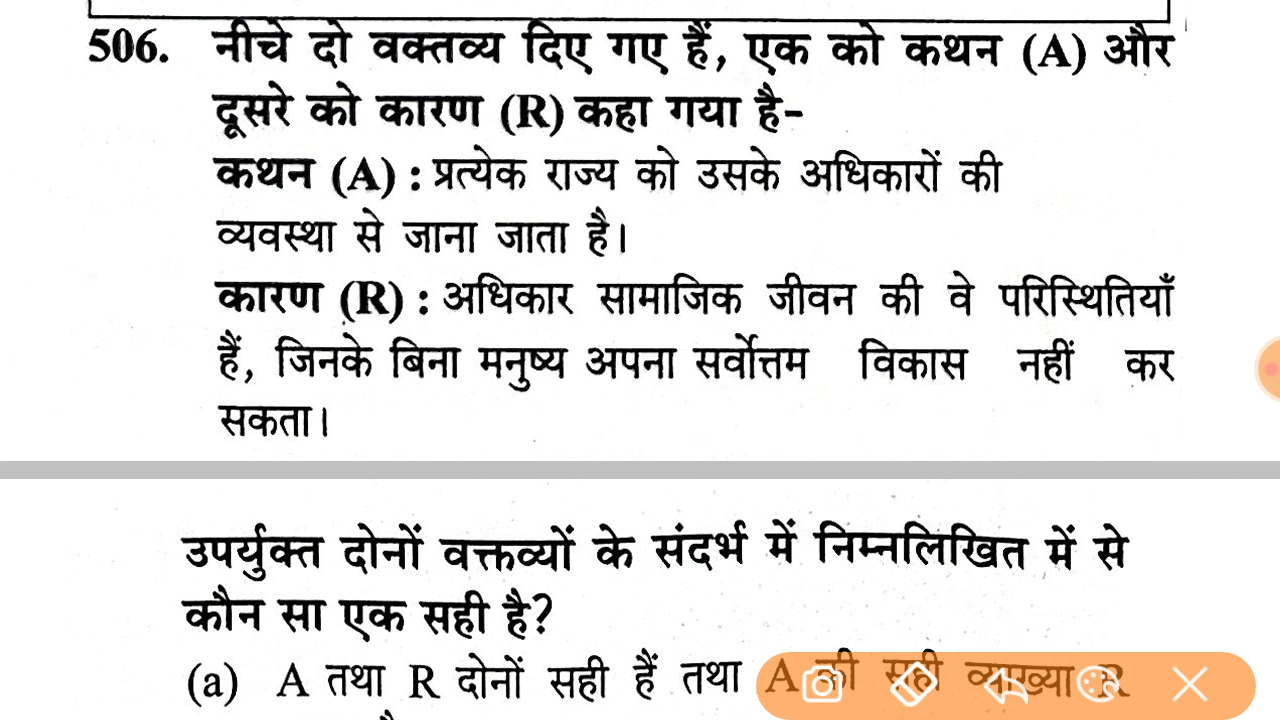 506. नीचे दो वक्तव्य दिए गए हैं, एक को कथन (A) और
दूसरे को कारण (R) कहा गया है-
कथन (A) : प्रत्येक राज्य को उसके अधिकारों की
व्यवस्था से जाना जाता है।
कारण (R) : अधिकार सामाजिक जीवन की वे परिस्थितियाँ
हैं, जिनके बिना मनुष्य अपना सर्वोत्तम विकास नहीं कर
सकता।
उपर्युक्त दोनों वक्तव्यों के संदर्भ में निम्नलिखित में से
कौन सा एक सही है?
(a) A तथा R दोनों सही हैं तथा A की सही व्याख्या R